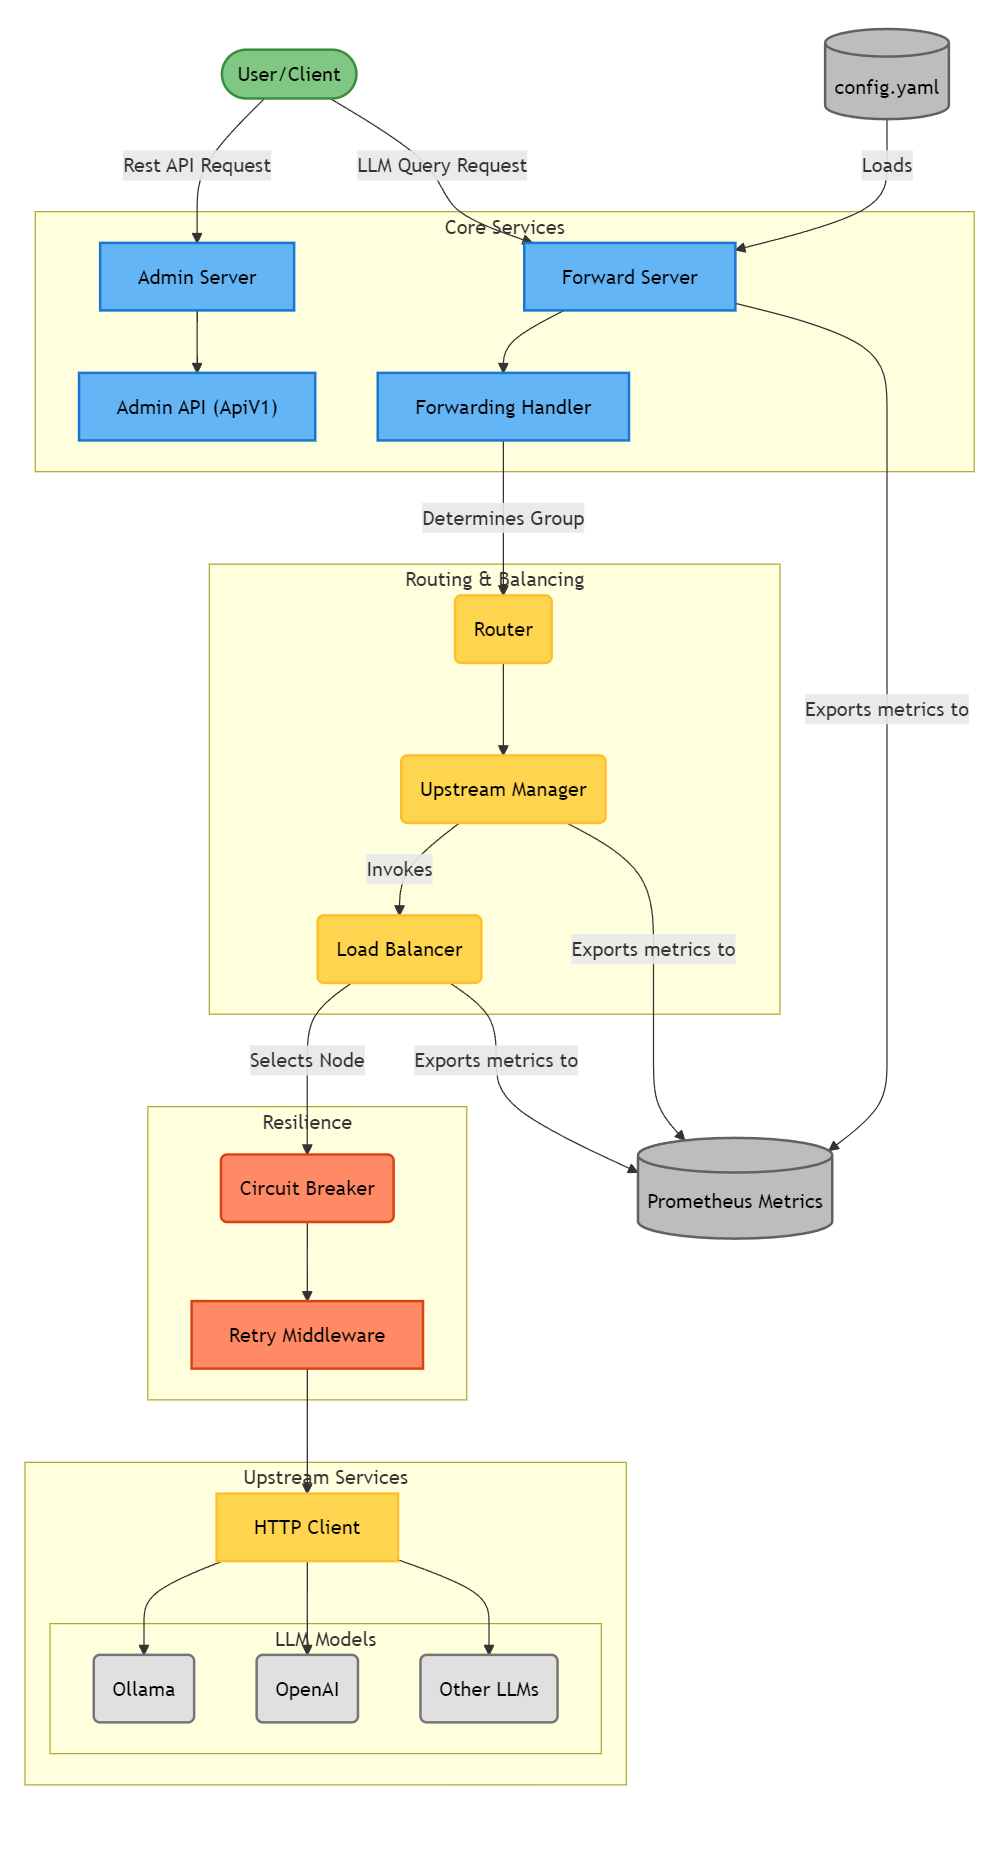 User/Client
config.yaml
Rest API Request
LLM Query Request
Loads
Core Services
Admin Server
Forward Server
Admin API (ApiV1)
Forwarding Handler
Determines Group
Routing & Balancing
Router
Exports metrics to
Upstream Manager
Invokes
Load Balancer
Exports metrics to
Selects Node
Exports metrics to
Resilience
Circuit Breaker
Prometheus Metrics
Retry Middleware
Upstream Services
HTTP Client
LLM Models
Ollama
OpenAI
Other LLMs